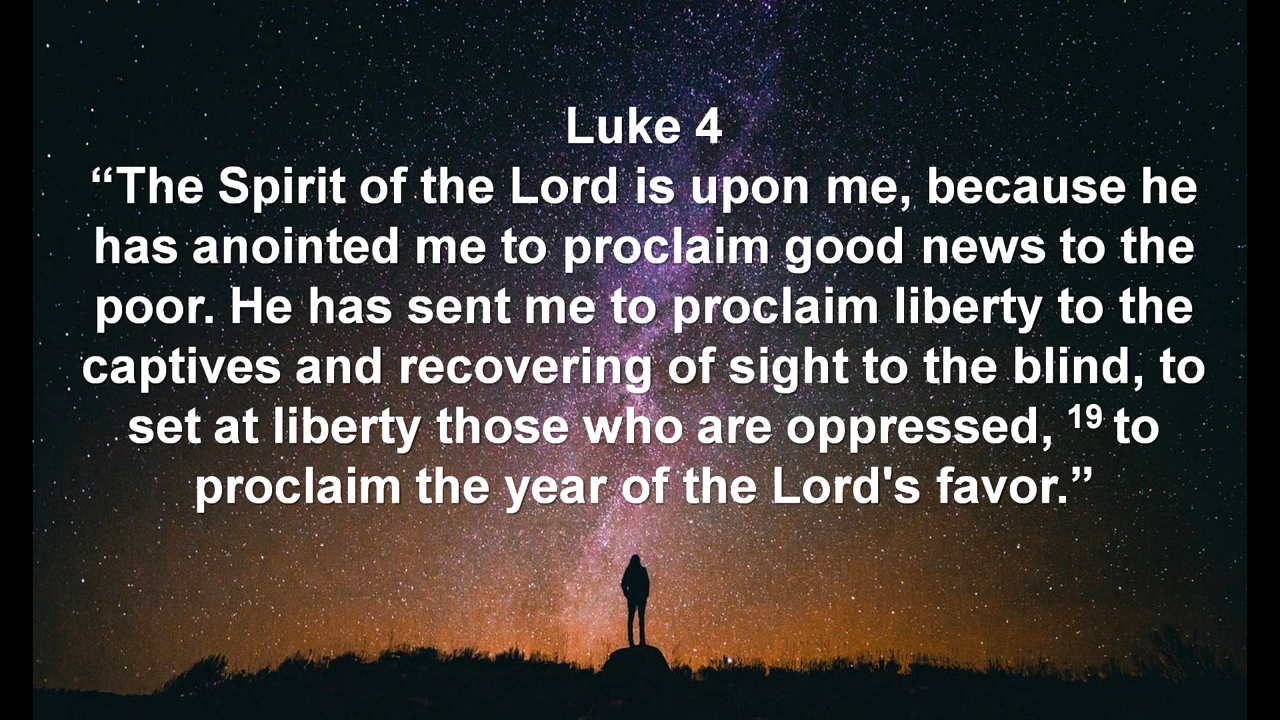 Luke 4
“The Spirit of the Lord is upon me, because he
has anointed me to proclaim good news to the
poor. He has sent me to proclaim liberty to the
captives and recovering of sight to the blind, to
set at liberty those who are oppressed, ¹⁹ to
proclaim the year of the Lord's favor.”